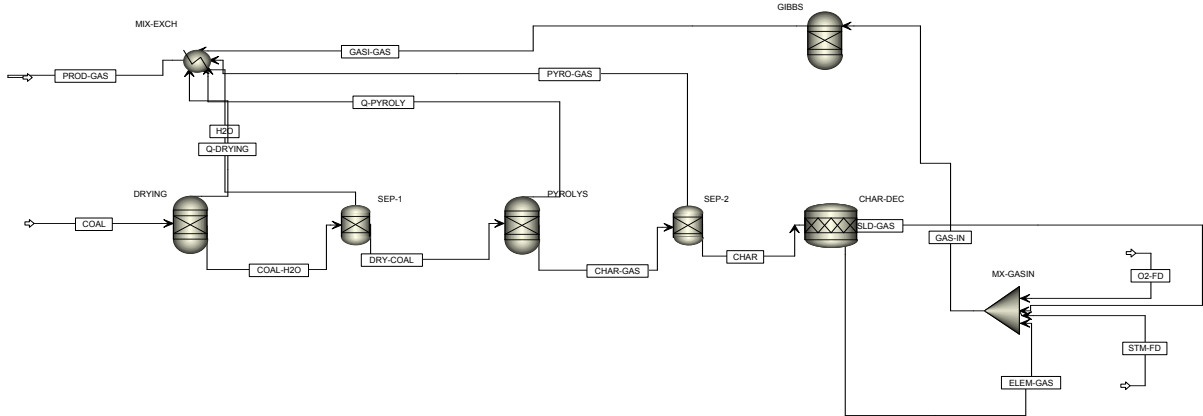 GIBBS
MIX-EXCH
GASI-GAS
PYRO-GAS
PROD-GAS
Q-PYROLY
H2O
Q-DRYING
DRYING
SEP-1
PYROLYS
SEP-2
CHAR-DEC
COAL
SLD-GAS
GAS-IN
DRY-COAL
CHAR
COAL-H2O
CHAR-GAS
MX-GASIN
O2-FD
STM-FD
ELEM-GAS